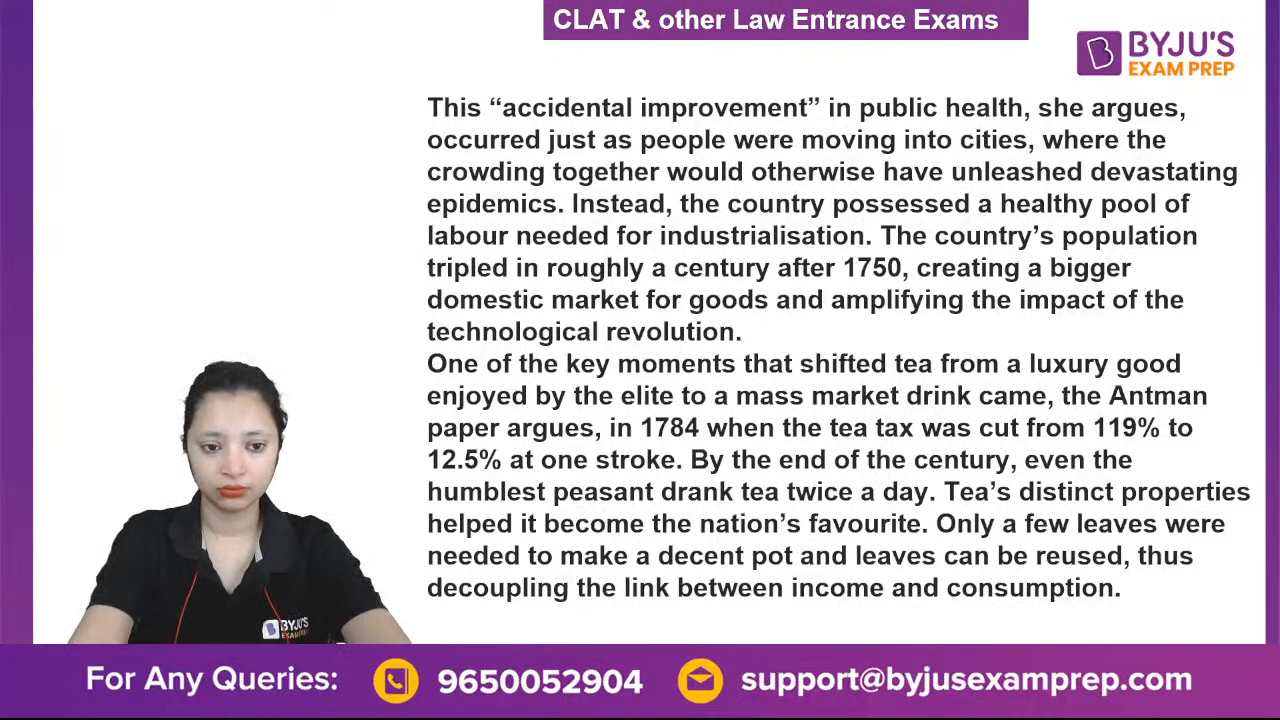 CLAT & other Law Entrance Exams
BYJU'S
EXAM PREP
This “accidental improvement” in public health, she argues,
occurred just as people were moving into cities, where the
crowding together would otherwise have unleashed devastating
epidemics. Instead, the country possessed a healthy pool of
labour needed for industrialisation. The country’s population
tripled in roughly a century after 1750, creating a bigger
domestic market for goods and amplifying the impact of the
technological revolution.
One of the key moments that shifted tea from a luxury good
enjoyed by the elite to a mass market drink came, the Antman
paper argues, in 1784 when the tea tax was cut from 119% to
12.5% at one stroke. By the end of the century, even the
humblest peasant drank tea twice a day. Tea’s distinct properties
helped it become the nation’s favourite. Only a few leaves were
needed to make a decent pot and leaves can be reused, thus
decoupling the link between income and consumption.
BYJU'S
EXAM PREP
For Any Queries:
9650052904
support@byjusexamprep.com